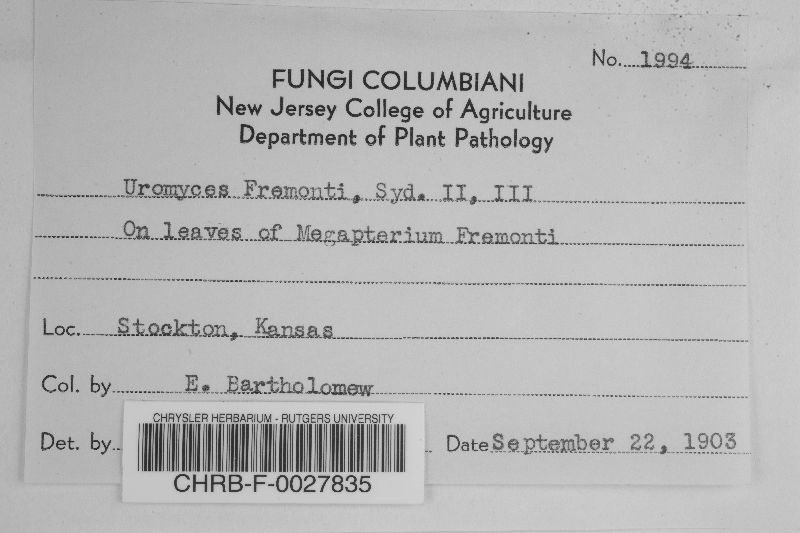 No. 1994
FUNGI COLUMBIANI
New Jersey College of Agriculture
Department of Plant Pathology
Uromyces Fremonti, Syd. II, III
On leaves of Megapterium Fremonti
Loc. Stockton, Kansas
Col. by E. Bartholomew
Det. by
Date September 22, 1903
CHRYSLER HERBARIUM - RUTGERS UNIVERSITY
CHRB-F-0027835